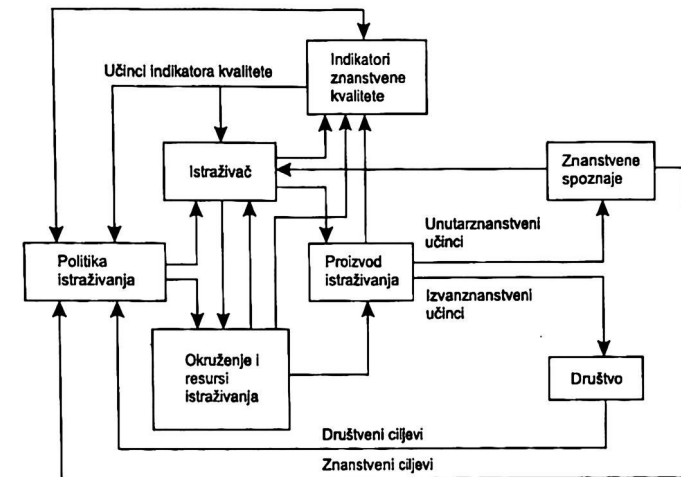 Indikatori
znanstvene
kvalitete
Učinci indikatora kvalitete
Istraživač
Znanstvene
spoznaje
Unutarznanstveni
učinci
Politika
istraživanja
Proizvod
istraživanja
Izvanznanstveni
učinci
Okruženje i
resursi
istraživanja
Društvo
Društveni ciljevi
Znanstveni ciljevi